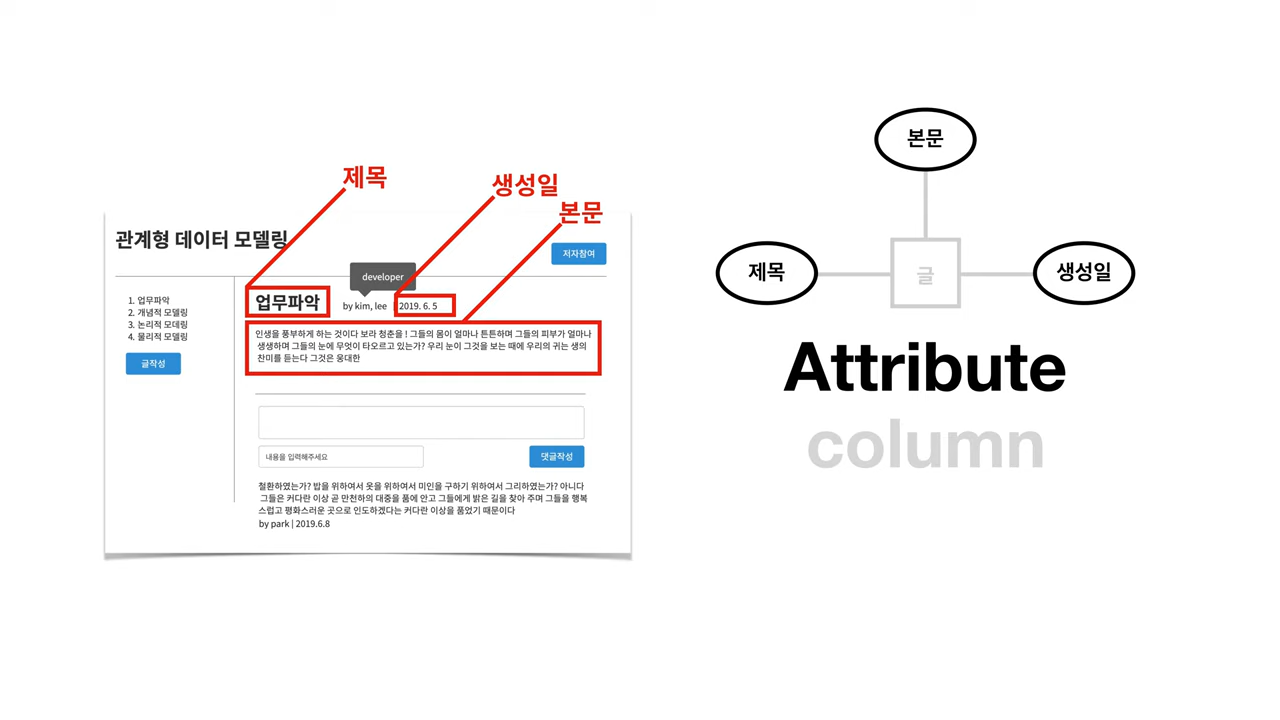 제목
생성일
본문
관계형 데이터 모델링
저자참여
developer
업무파악
by kim, lee | 2019. 6. 5
1. 업무파악
2. 개념적 모델링
3. 논리적 모데링
4. 물리적 모델링
글작성
인생을 풍부하게 하는 것이다 보라 청춘을 ! 그들의 몸이 얼마나 튼튼하며 그들의 피부가 얼마나
생생하며 그들의 눈에 무엇이 타오르고 있는가? 우리 눈이 그것을 보는 때에 우리의 귀는 생의
찬미를 듣는다 그것은 웅대한
내용을 입력해주세요
댓글작성
철환하였는가? 밥을 위하여서 옷을 위하여서 미인을 구하기 위하여서 그리하였는가? 아니다
그들은 커다란 이상 곧 만천하의 대중을 품에 안고 그들에게 밝은 길을 찾아 주며 그들을 행복
스럽고 평화스러운 곳으로 인도하겠다는 커다란 이상을 품었기 때문이다
by park | 2019.6.8
본문
제목
글
생성일
Attribute
column